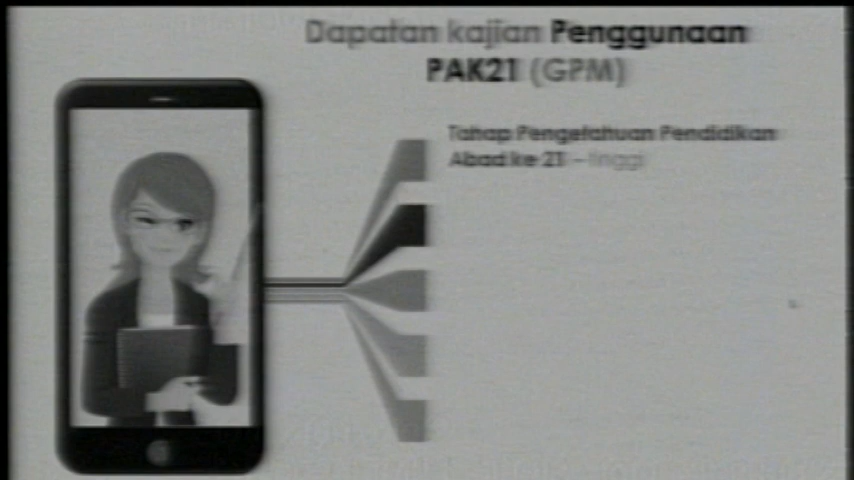 Dapatan kajian Penggunaan
PAK21 (GPM)
Tahap Pengetahuan Pendidikan
Abad ke 21 – tinggi